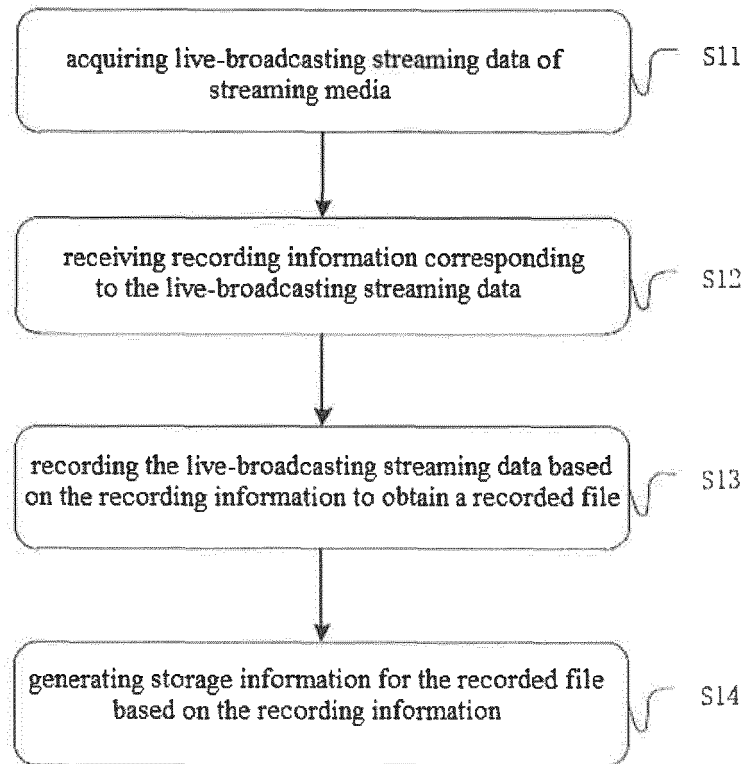 acquiring live-broadcasting streaming data of
streaming media
S11
receiving recording information corresponding
to the live-broadcasting streaming data
S12
recording the live-broadcasting streaming data based
on the recording information to obtain a recorded file
S13
generating storage information for the recorded file
based on the recording information
S14